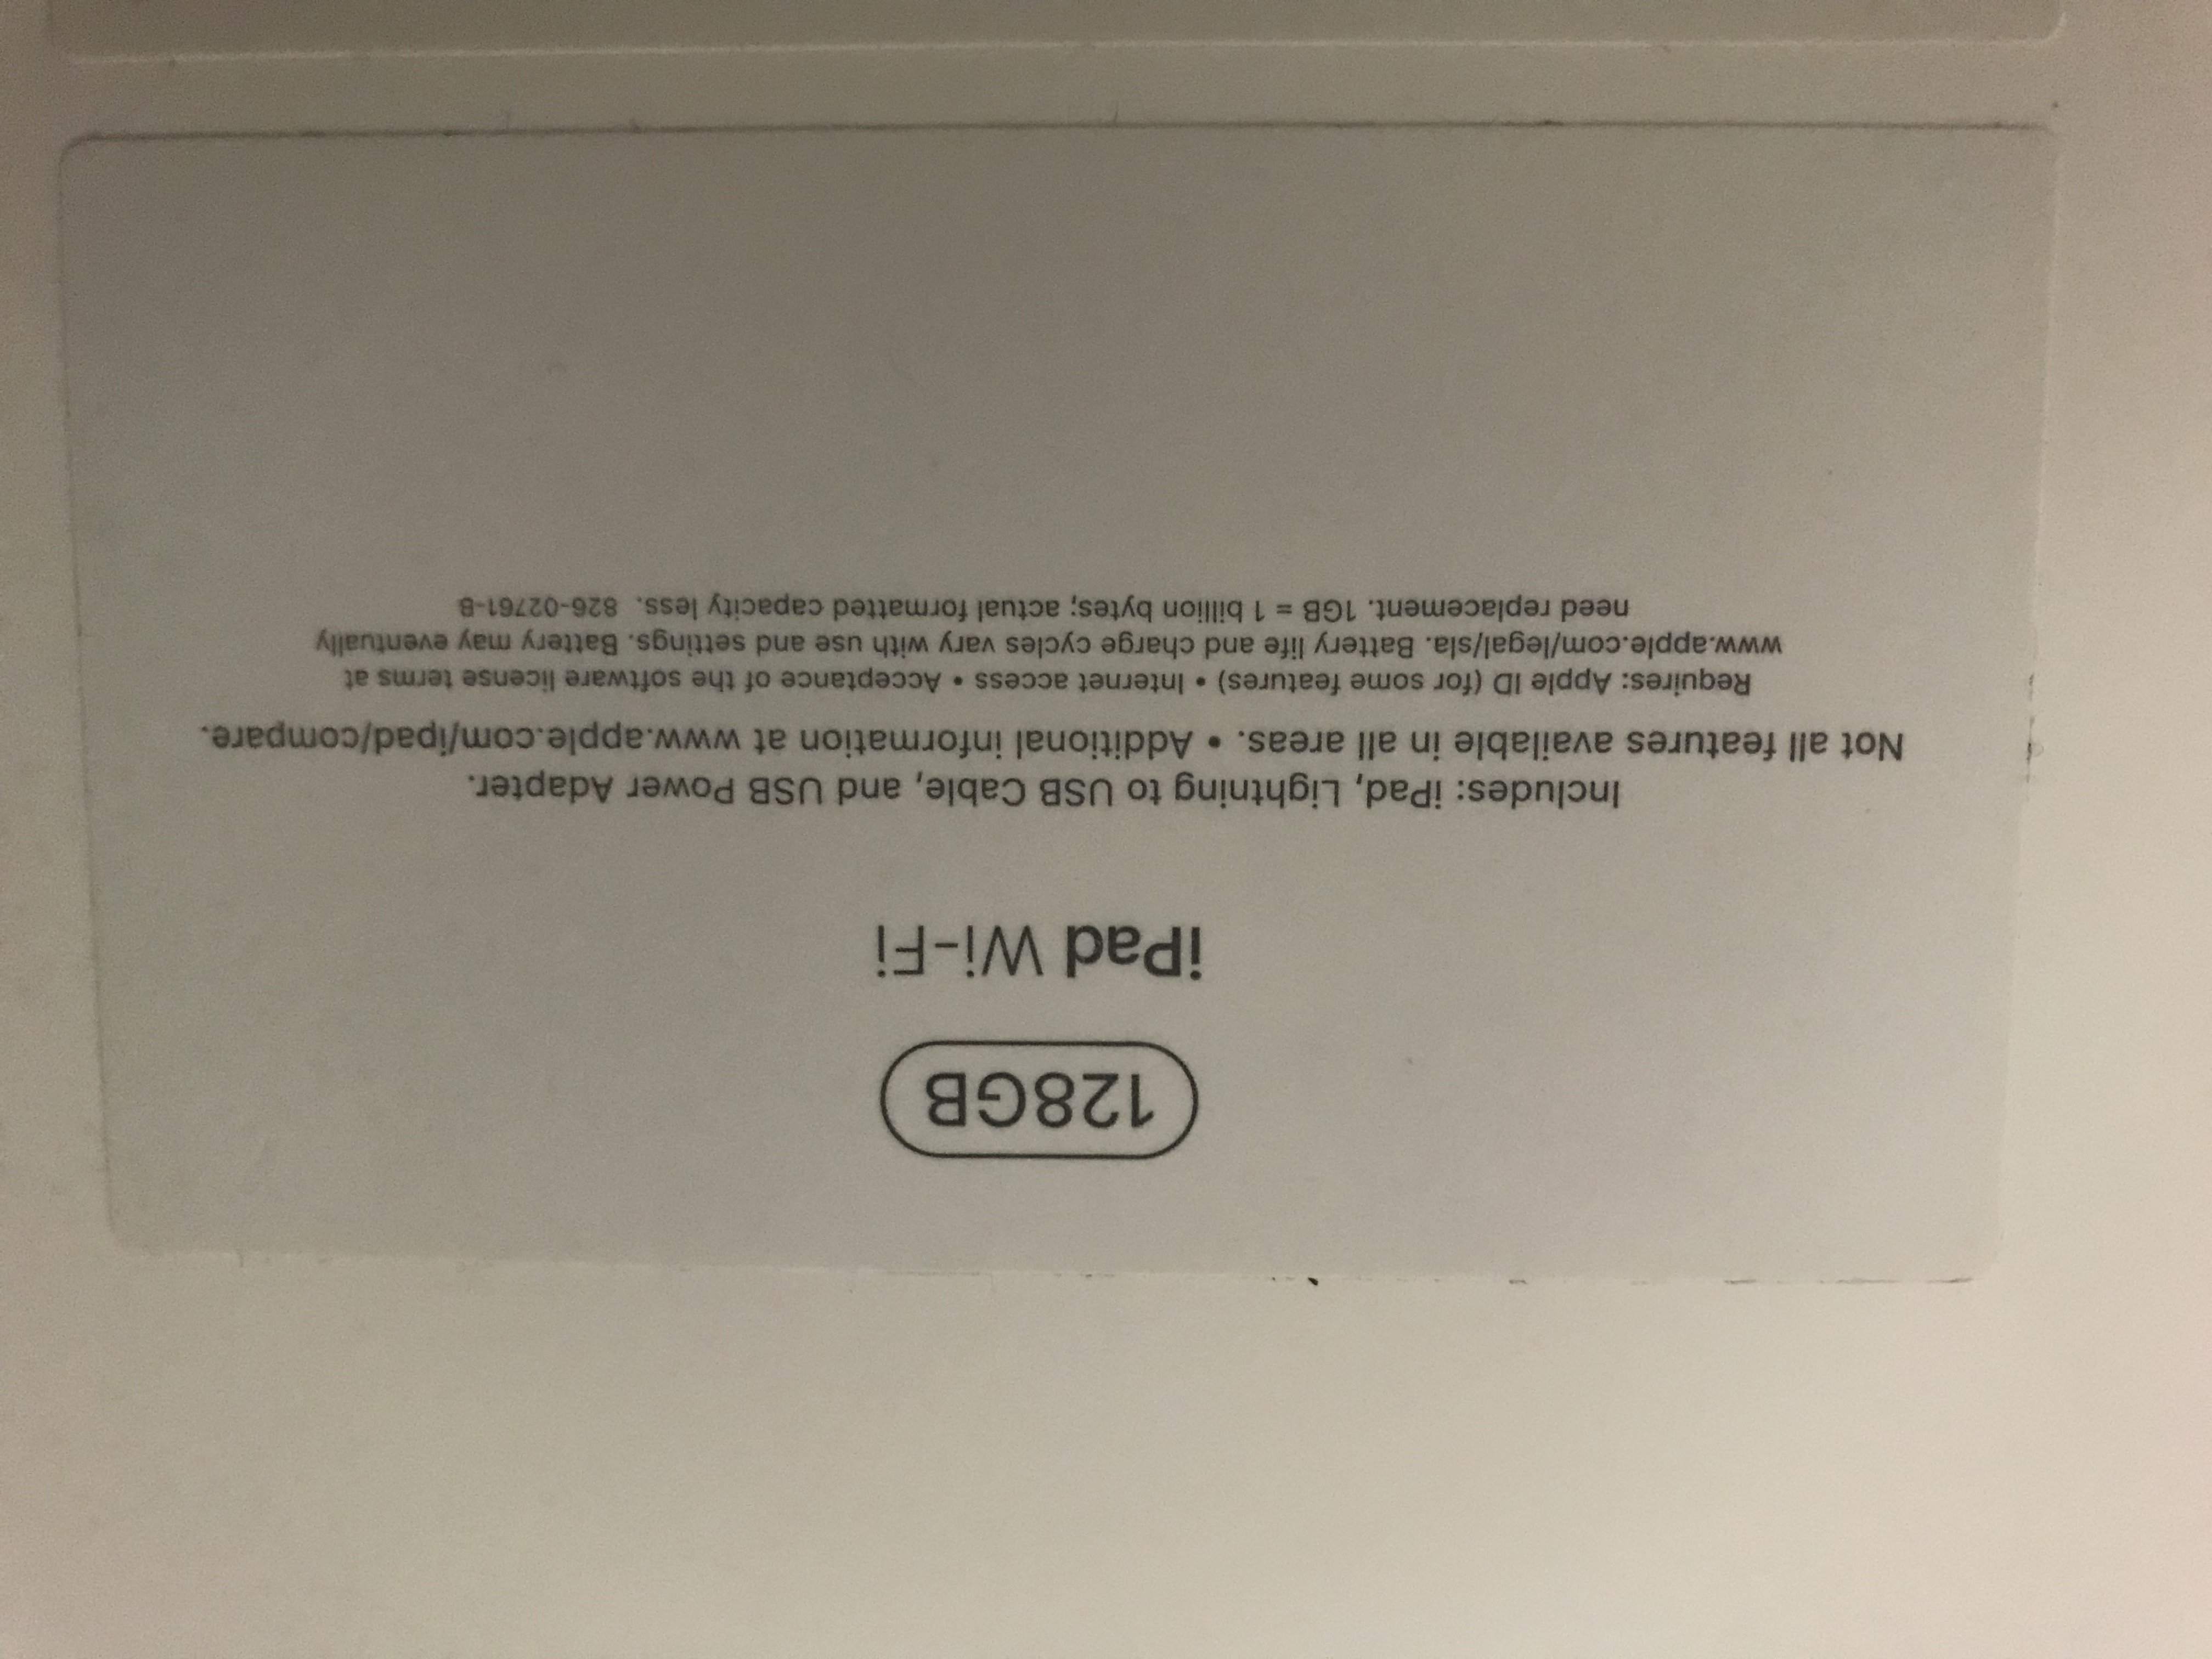 128GB
iPad Wi-Fi
Includes: iPad, Lightning to USB Cable, and USB Power Adapter.
Not all features available in all areas. • Additional information at www.apple.com/ipad/compare.
Requires: Apple ID (for some features) • Internet access • Acceptance of the software license terms at
www.apple.com/legal/sla. Battery life and charge cycles vary with use and settings. Battery may eventually
need replacement. 1GB = 1 billion bytes; actual formatted capacity less. 826-02761-B